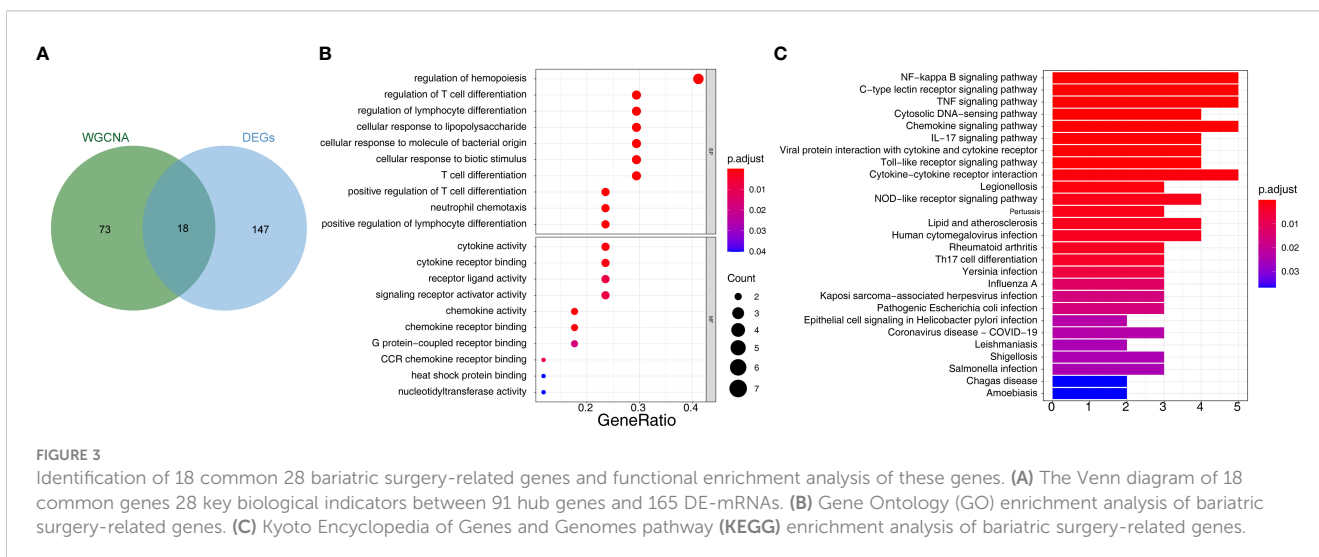 A
WGCNA
DEGs
73
18
147
B
regulation of hemopoiesis
regulation of T cell differentiation
regulation of lymphocyte differentiation
cellular response to lipopolysaccharide
cellular response to molecule of bacterial origin
cellular response to biotic stimulus
T cell differentiation
positive regulation of T cell differentiation
neutrophil chemotaxis
positive regulation of lymphocyte differentiation
BP
cytokine activity
cytokine receptor binding
receptor ligand activity
signaling receptor activator activity
chemokine activity
chemokine receptor binding
G protein-coupled receptor binding
CCR chemokine receptor binding
heat shock protein binding
nucleotidyltransferase activity
MF
0.2
0.3
0.4
GeneRatio
p.adjust
0.01
0.02
0.03
0.04
Count
2
3
4
5
6
7
C
NF-kappa B signaling pathway
C-type lectin receptor signaling pathway
TNF signaling pathway
Cytosolic DNA-sensing pathway
Chemokine signaling pathway
IL-17 signaling pathway
Viral protein interaction with cytokine and cytokine receptor
Toll-like receptor signaling pathway
Cytokine-cytokine receptor interaction
Legionellosis
NOD-like receptor signaling pathway
Pertussis
Lipid and atherosclerosis
Human cytomegalovirus infection
Rheumatoid arthritis
Th17 cell differentiation
Yersinia infection
Influenza A
Kaposi sarcoma-associated herpesvirus infection
Pathogenic Escherichia coli infection
Epithelial cell signaling in Helicobacter pylori infection
Coronavirus disease - COVID-19
Leishmaniasis
Shigellosis
Salmonella infection
Chagas disease
Amoebiasis
0
1
2
3
4
5
p.adjust
0.01
0.02
0.03
FIGURE 3
Identification of 18 common 28 bariatric surgery-related genes and functional enrichment analysis of these genes. (A) The Venn diagram of 18
common genes 28 key biological indicators between 91 hub genes and 165 DE-mRNAs. (B) Gene Ontology (GO) enrichment analysis of bariatric
surgery-related genes. (C) Kyoto Encyclopedia of Genes and Genomes pathway (KEGG) enrichment analysis of bariatric surgery-related genes.